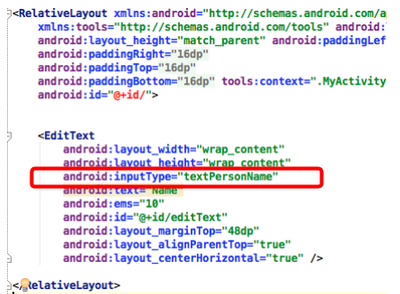 <RelativeLayout xmlns:android="http://schemas.android.com/a
xmlns:tools="http://schemas.android.com/tools" android:
android:layout_height="match_parent" android:paddingLef
android:paddingRight="16dp"
android:paddingTop="16dp"
android:paddingBottom="16dp" tools:context=".MyActivity
android:id="@+id/">
<EditText
android:layout_width="wrap_content"
android:layout_height="wrap_content"
android:inputType="textPersonName"
android:text="Name"
android:ems="10"
android:id="@+id/editText"
android:layout_marginTop="48dp"
android:layout_alignParentTop="true"
android:layout_centerHorizontal="true" />
</RelativeLayout>